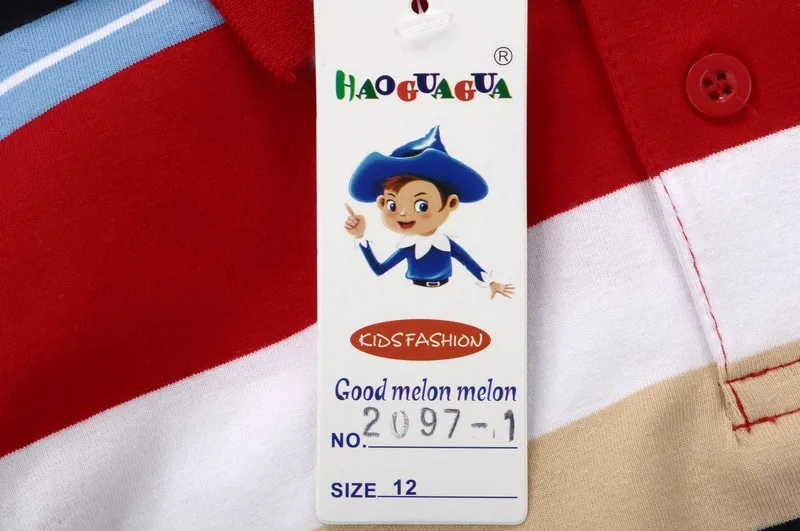 ®
HAOGUAGUA
KIDSFASHION
Good melon melon
NO. 2097-1
SIZE 12